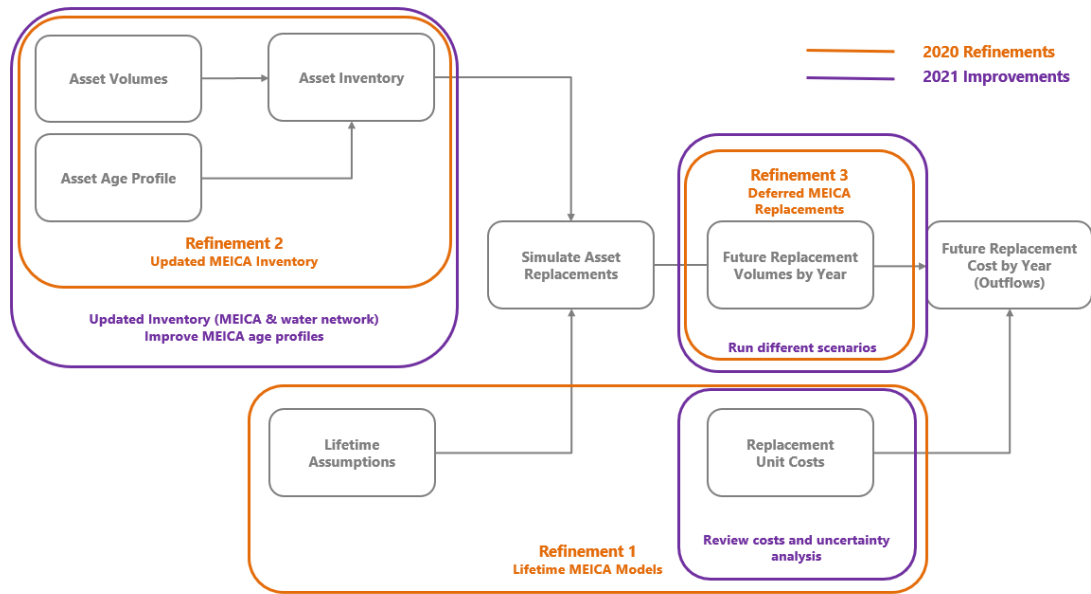 Asset Volumes
Asset Inventory
Asset Age Profile
Refinement 2
Updated MEICA Inventory
Updated Inventory (MEICA & water network)
Improve MEICA age profiles
2020 Refinements
2021 Improvements
Refinement 3
Deferred MEICA
Replacements
Simulate Asset
Replacements
Future Replacement
Volumes by Year
Future Replacement
Cost by Year
(Outflows)
Run different scenarios
Lifetime
Assumptions
Replacement
Unit Costs
Review costs and uncertainty
analysis
Refinement 1
Lifetime MEICA Models